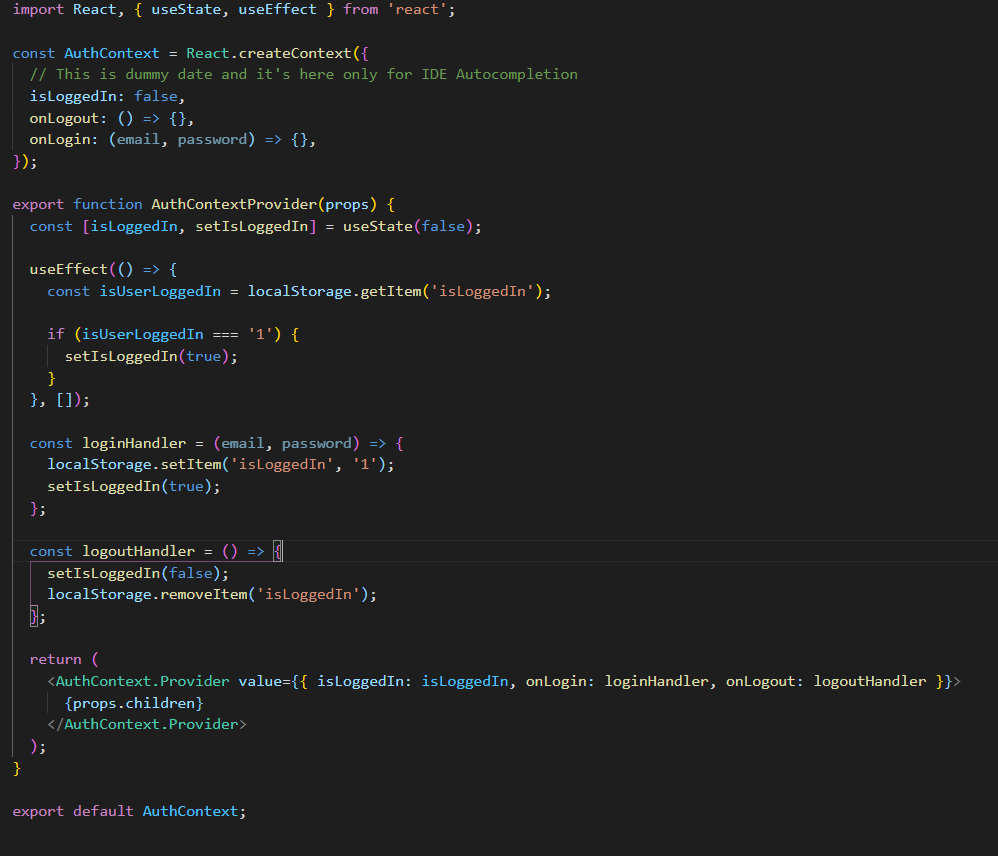 import React, { useState, useEffect } from 'react';
const AuthContext = React.createContext({
// This is dummy date and it's here only for IDE Autocompletion
isLoggedIn: false,
onLogout: () => {},
onLogin: (email, password) => {},
});
export function AuthContextProvider(props) {
const [isLoggedIn, setIsLoggedIn] = useState(false);
useEffect(() => {
const isUserLoggedIn = localStorage.getItem('isLoggedIn');
if (isUserLoggedIn === '1') {
setIsLoggedIn(true);
}
}, []);
const loginHandler = (email, password) => {
localStorage.setItem('isLoggedIn', '1');
setIsLoggedIn(true);
};
const logoutHandler = () => {
setIsLoggedIn(false);
localStorage.removeItem('isLoggedIn');
};
return (
<AuthContext.Provider value={{ isLoggedIn: isLoggedIn, onLogin: loginHandler, onLogout: logoutHandler }}>
{props.children}
</AuthContext.Provider>
);
}
export default AuthContext;